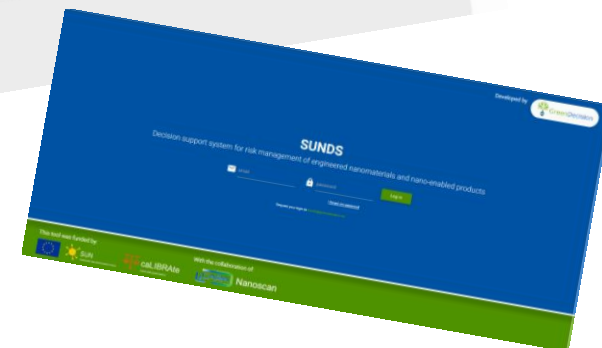 Developed by
GreenDecision
SUNDS
Decision support system for risk management of engineered nanomaterials and nano-enabled products
email
password
Log in
This tool was funded by
With the collaboration of
SUN
caLIBRAte
Nanoscan